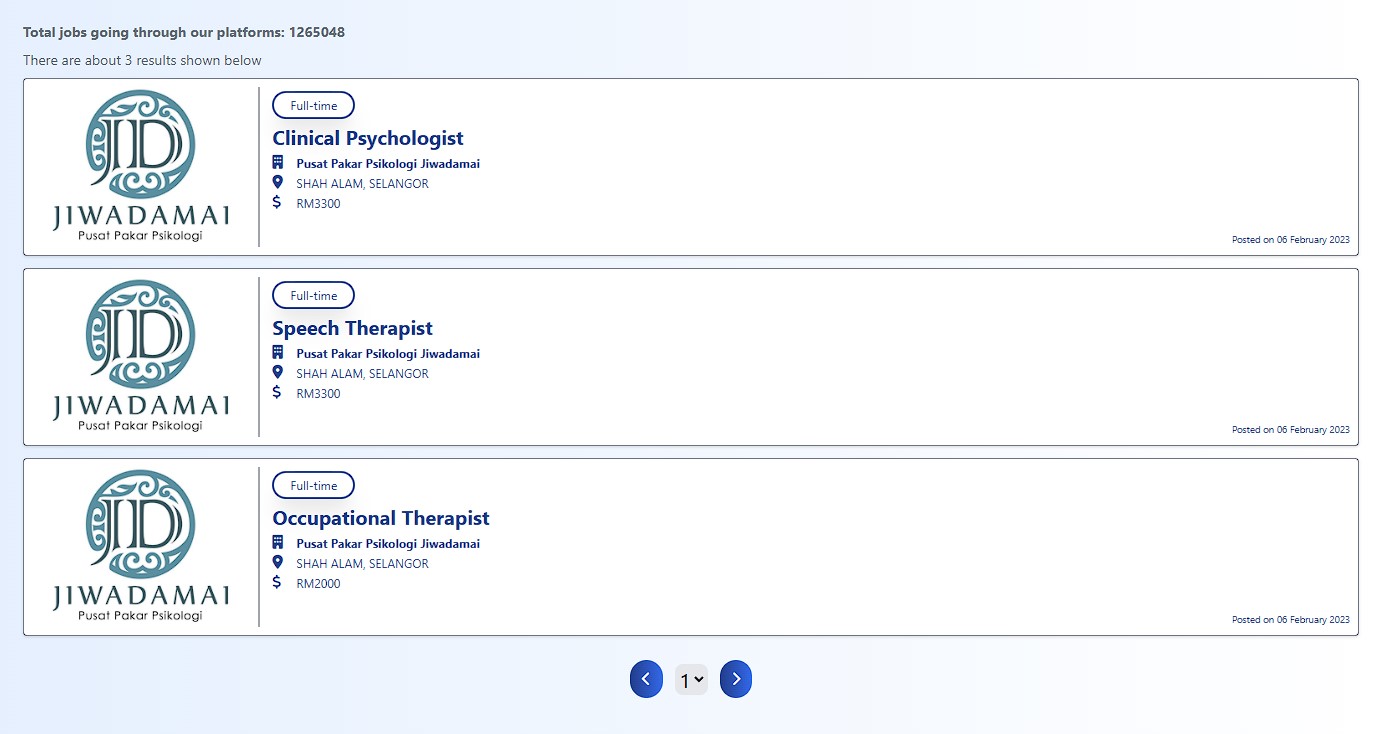 Total jobs going through our platforms: 1265048
There are about 3 results shown below
JD
JIWADAMAI
Pusat Pakar Psikologi
Full-time
Clinical Psychologist
Pusat Pakar Psikologi Jiwadamai
SHAH ALAM, SELANGOR
$ RM3300
Posted on 06 February 2023
JD
JIWADAMAI
Pusat Pakar Psikologi
Full-time
Speech Therapist
Pusat Pakar Psikologi Jiwadamai
SHAH ALAM, SELANGOR
$ RM3300
Posted on 06 February 2023
JD
JIWADAMAI
Pusat Pakar Psikologi
Full-time
Occupational Therapist
Pusat Pakar Psikologi Jiwadamai
SHAH ALAM, SELANGOR
$ RM2000
Posted on 06 February 2023
1